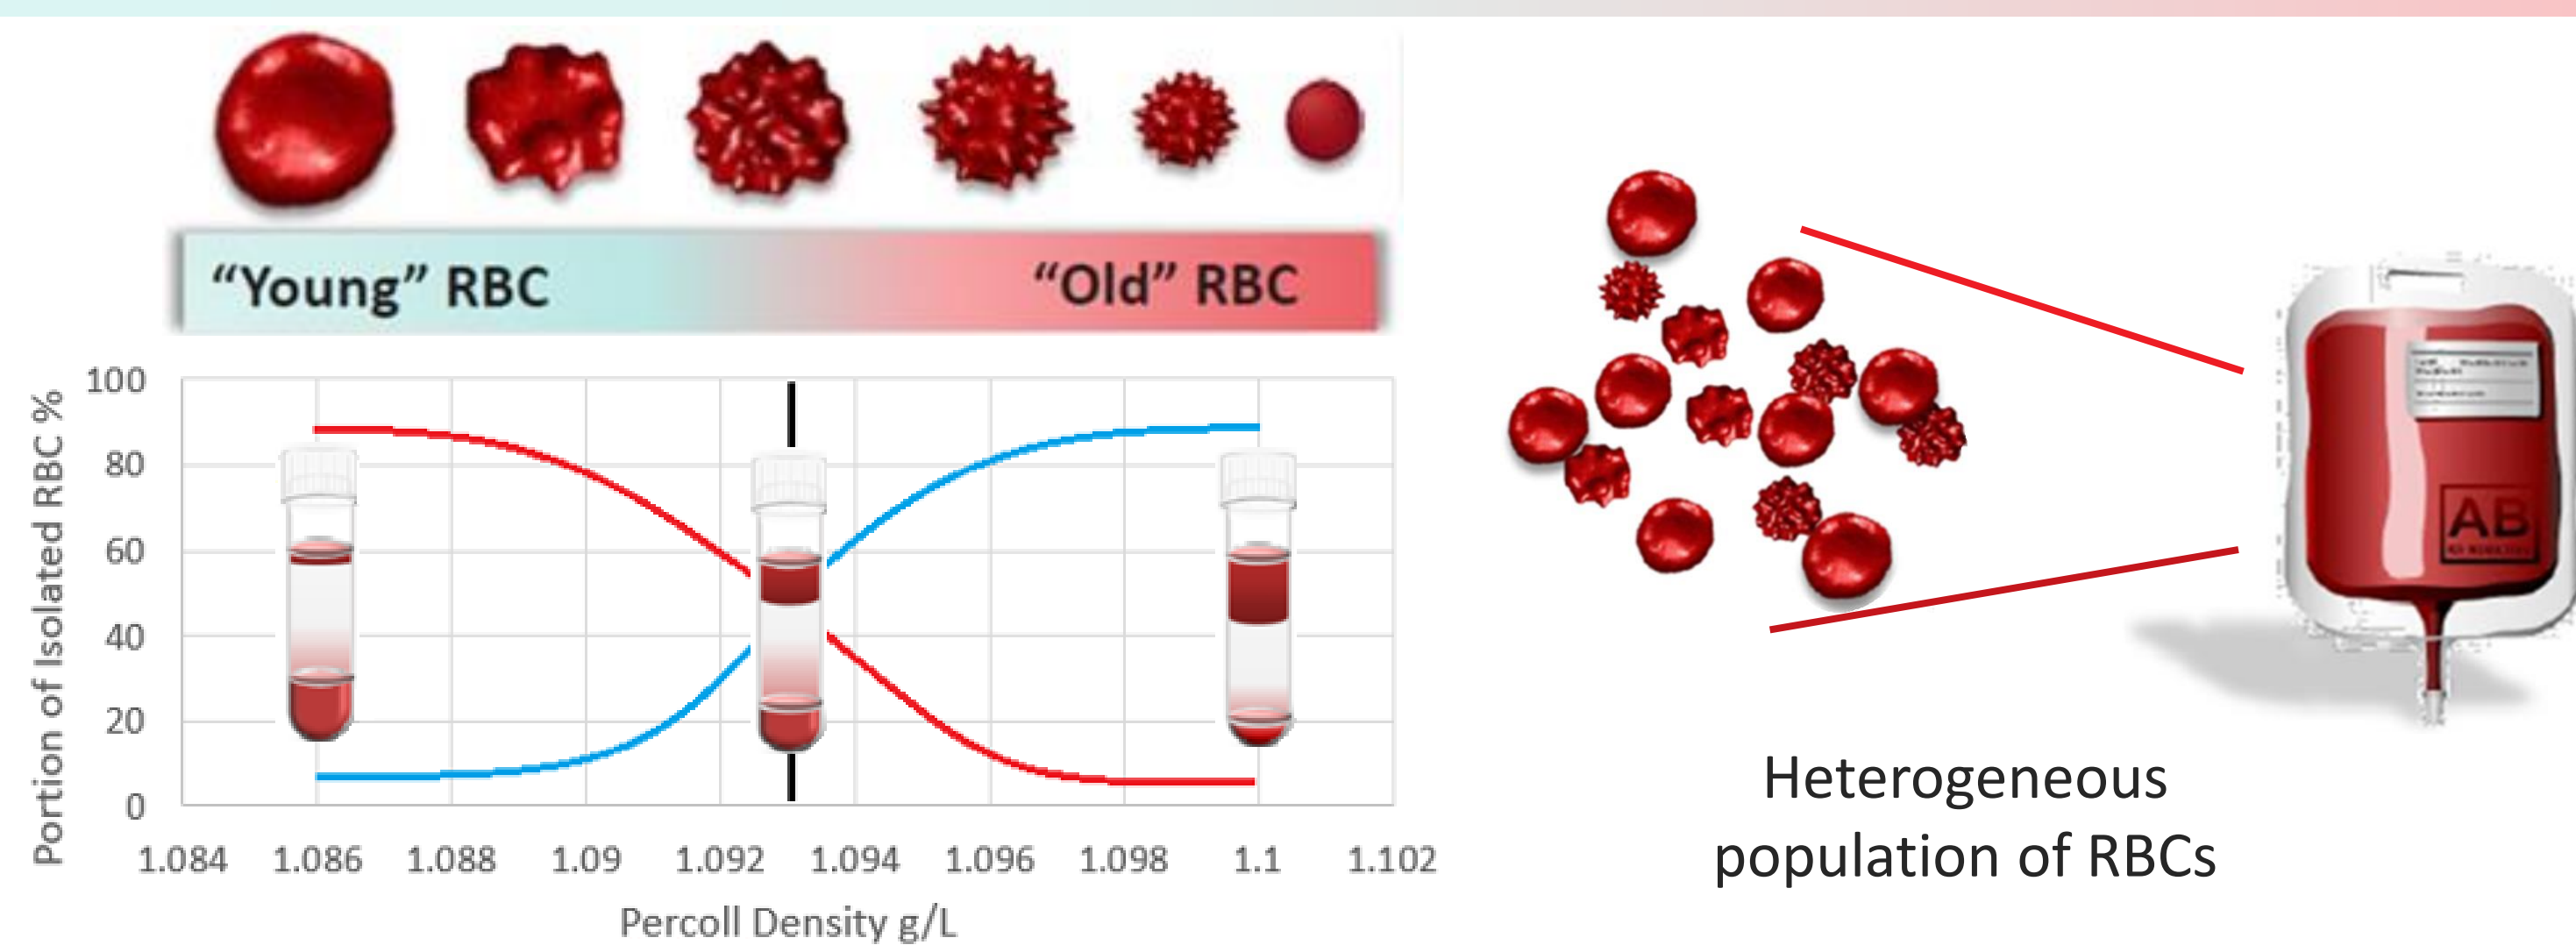 “Young” RBC
“Old” RBC
Portion of Isolated RBC %
100
80
60
40
20
0
1.084 1.086 1.088 1.09 1.092 1.094 1.096 1.098 1.1 1.102
Percoll Density g/L
AB
Heterogeneous
population of RBCs